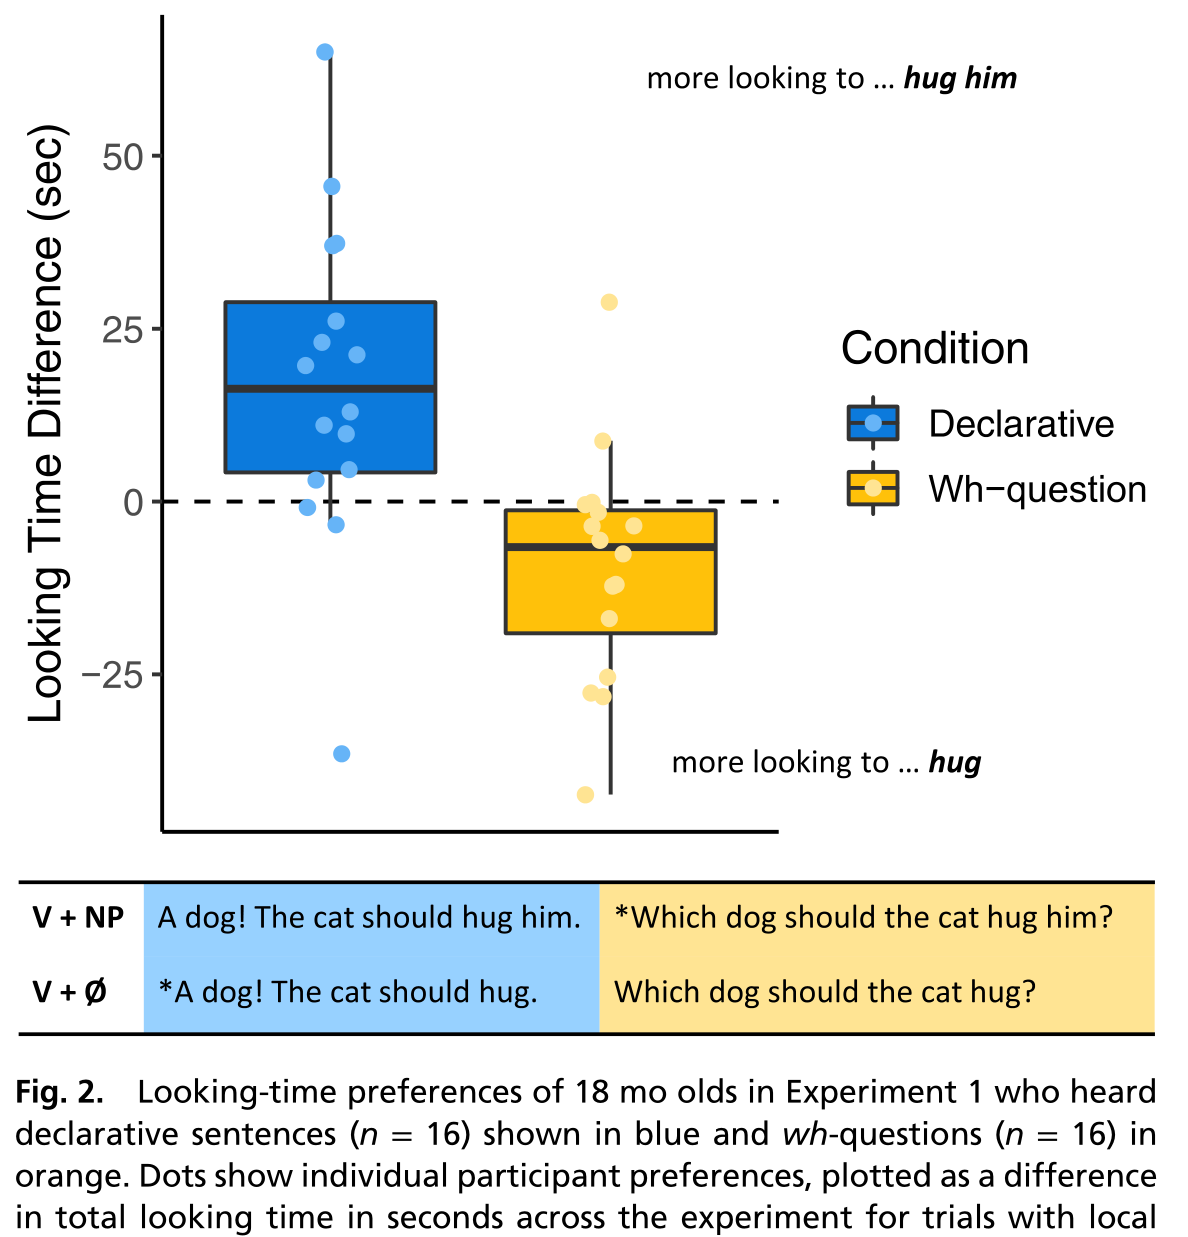 more looking to ... hug him
Looking Time Difference (sec)
50
25
0
−25
Condition
Declarative
Wh−question
more looking to ... hug
V + NP A dog! The cat should hug him. *Which dog should the cat hug him?
V + Ø *A dog! The cat should hug. Which dog should the cat hug?
Fig. 2. Looking-time preferences of 18 mo olds in Experiment 1 who heard
declarative sentences (n = 16) shown in blue and wh-questions (n = 16) in
orange. Dots show individual participant preferences, plotted as a difference
in total looking time in seconds across the experiment for trials with local